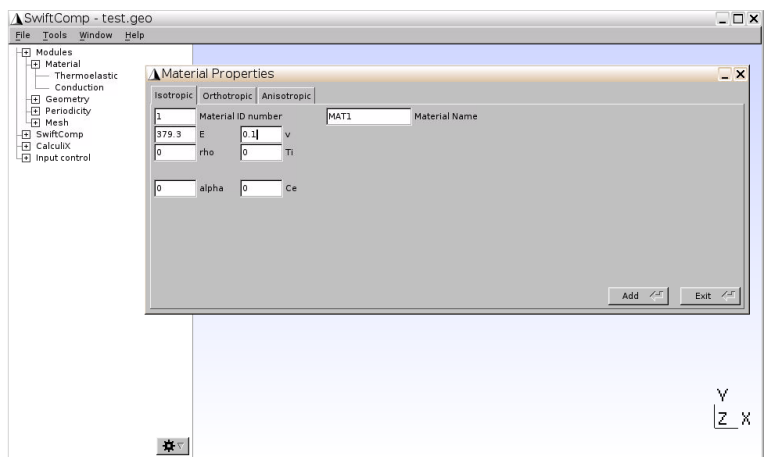 SwiftComp - test.geo
File Tools Window Help
Modules
Material
Thermoelastic
Conduction
Geometry
Periodicity
Mesh
SwiftComp
CalculiX
Input control
Material Properties
Isotropic Orthotropic Anisotropic
1 Material ID number MAT1 Material Name
379.3 E 0.1 v
0 rho 0 Ti
0 alpha 0 Ce
Add Exit
Y
Z X